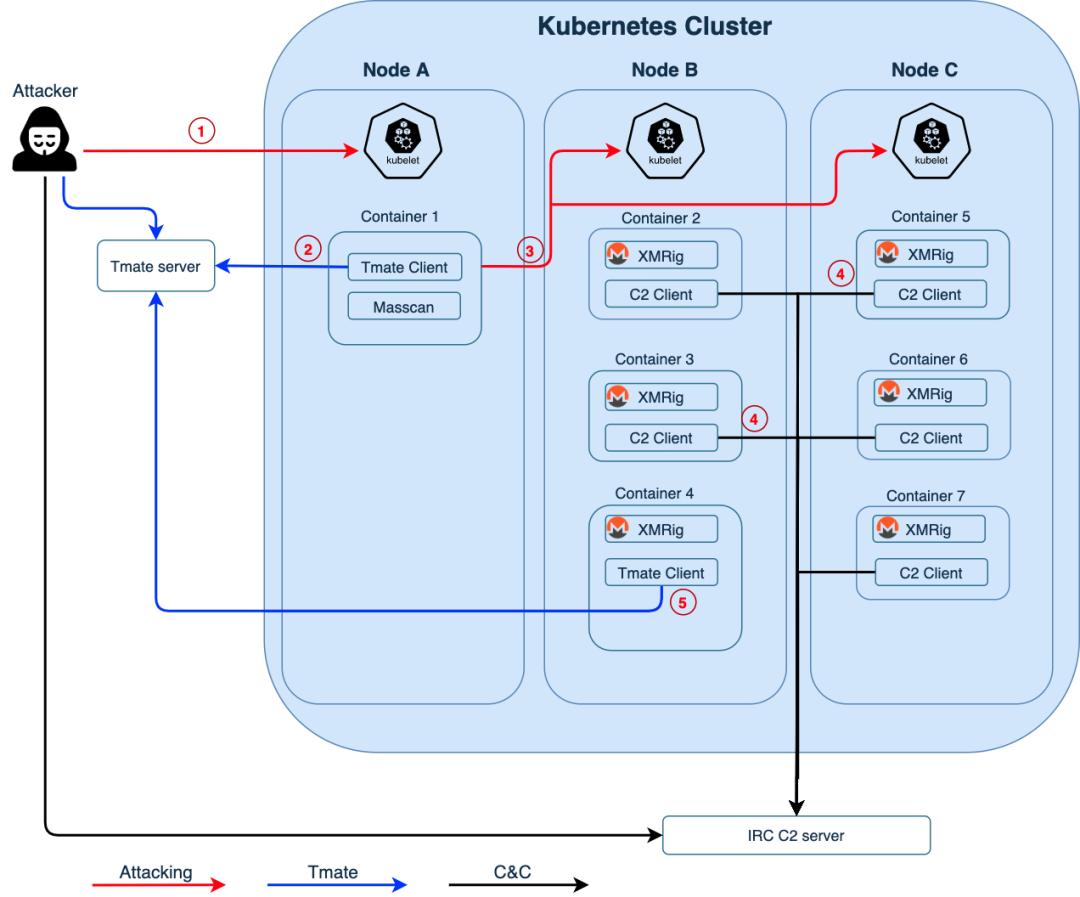 Kubernetes Cluster
Node A
Node B
Node C
Attacker
1
kubelet
kubelet
kubelet
Container 1
Container 2
Container 5
2
3
4
Tmate server
Tmate Client
Masscan
XMRig
C2 Client
XMRig
C2 Client
Container 3
Container 6
XMRig
C2 Client
4
XMRig
C2 Client
Container 4
Container 7
XMRig
Tmate Client
5
XMRig
C2 Client
IRC C2 server
Attacking
Tmate
C&C